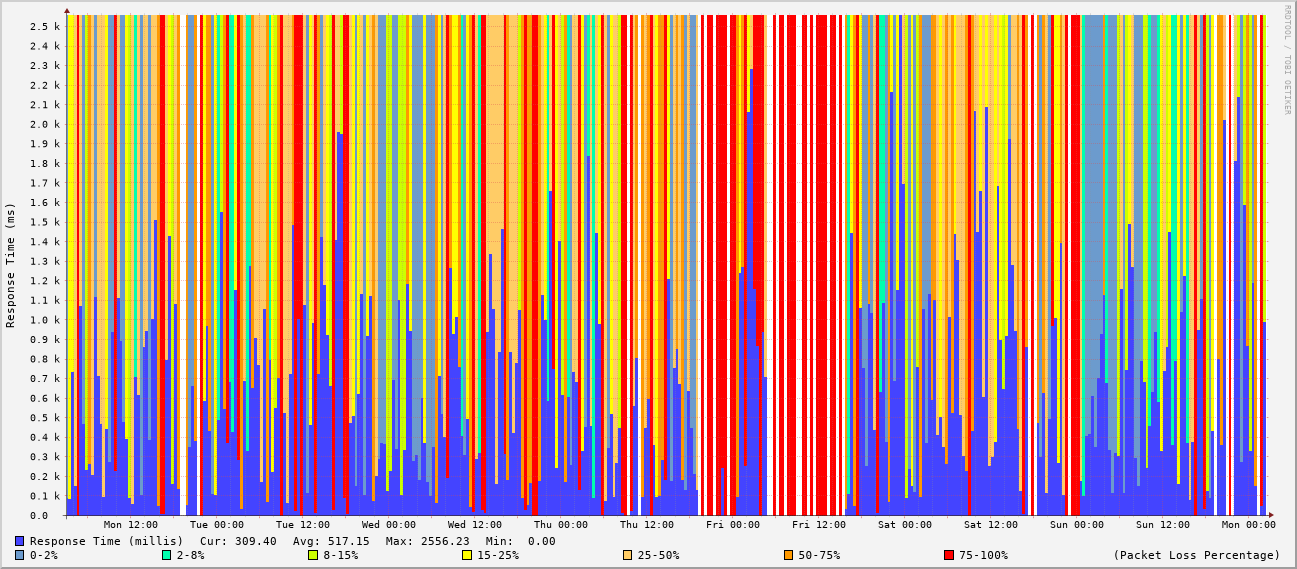 RRDTOOL / TOBI OETIKER
Response Time (ms)
2.5 k
2.4 k
2.3 k
2.2 k
2.1 k
2.0 k
1.9 k
1.8 k
1.7 k
1.6 k
1.5 k
1.4 k
1.3 k
1.2 k
1.1 k
1.0 k
0.9 k
0.8 k
0.7 k
0.6 k
0.5 k
0.4 k
0.3 k
0.2 k
0.1 k
0.0
Mon 12:00 Tue 00:00 Tue 12:00 Wed 00:00 Wed 12:00 Thu 00:00 Thu 12:00 Fri 00:00 Fri 12:00 Sat 00:00 Sat 12:00 Sun 00:00 Sun 12:00 Mon 00:00
Response Time (millis) Cur: 309.40 Avg: 517.15 Max: 2556.23 Min: 0.00
0-2% 2-8% 8-15% 15-25% 25-50% 50-75% 75-100% (Packet Loss Percentage)